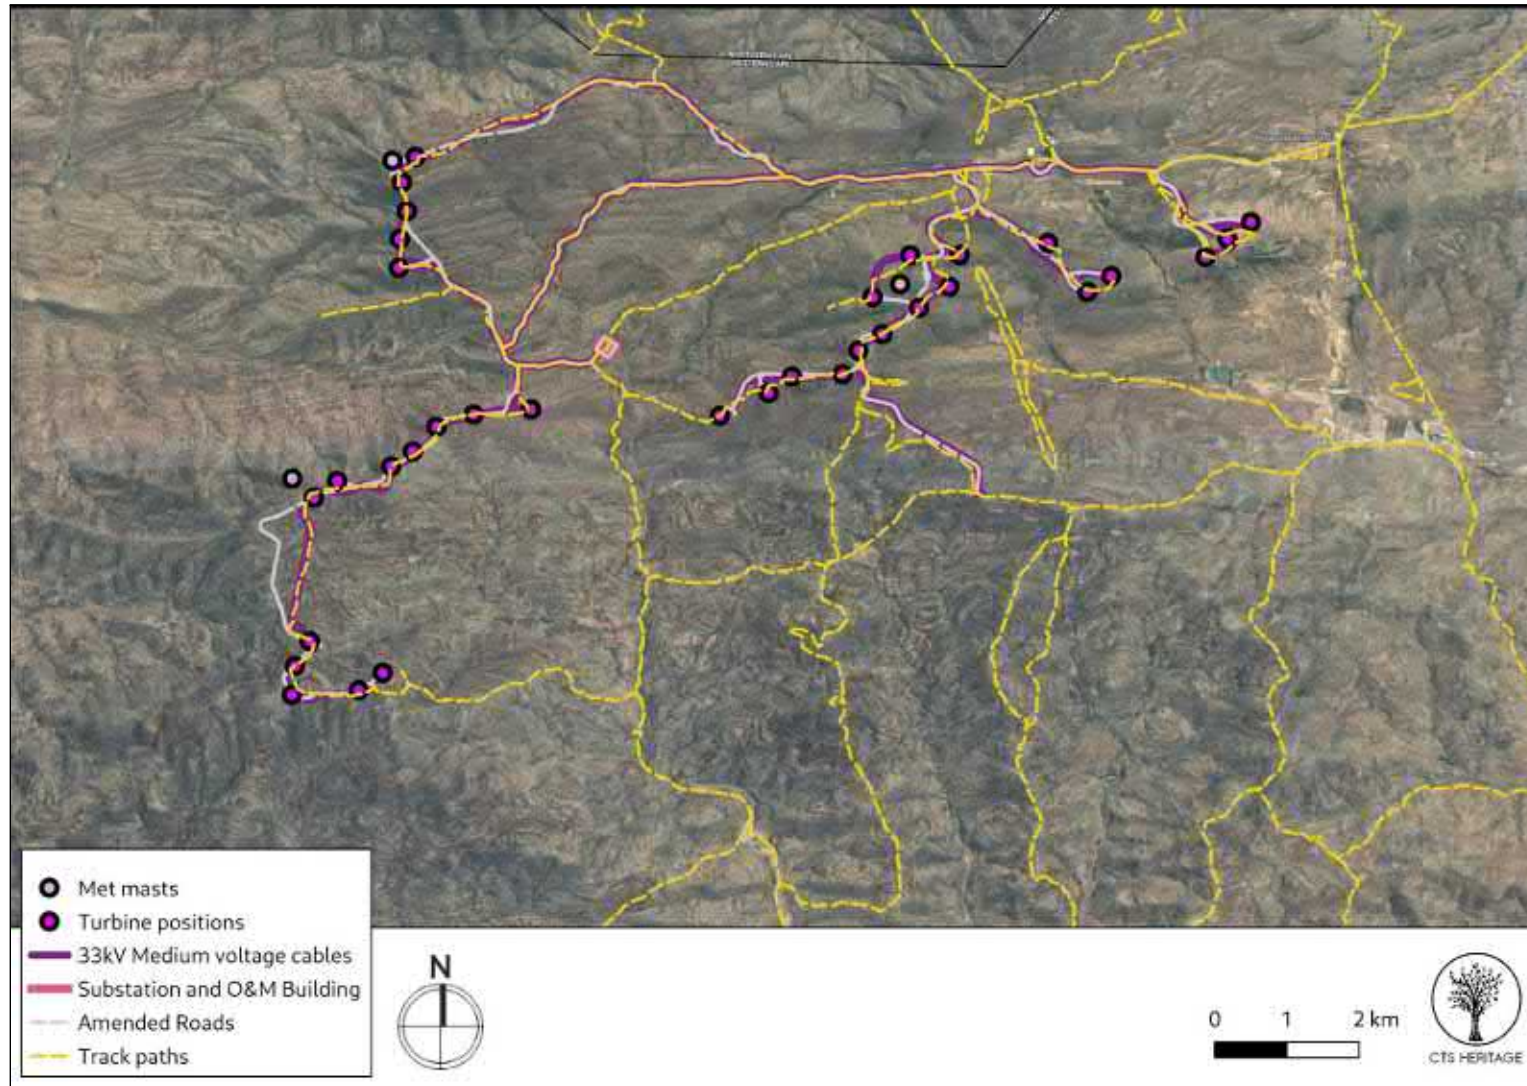 Met masts
Turbine positions
33kV Medium voltage cables
Substation and O&M Building
Amended Roads
Track paths
N
0 1 2 km
CTS HERITAGE